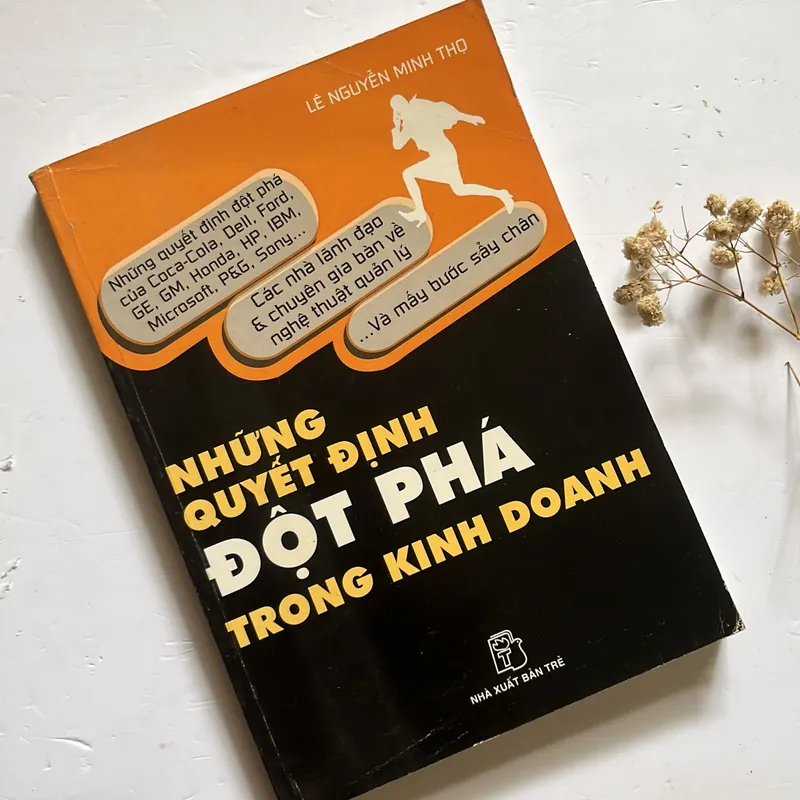 LÊ NGUYỄN MINH THỌ
Những quyết định đột phá
của Coca-Cola, Dell, Ford,
GE, GM, Honda, HP, IBM,
Microsoft, P&G, Sony...
Các nhà lãnh đạo
& chuyên gia bàn về
nghệ thuật quản lý
...Và mấy bước sẩy chân
NHỮNG
QUYẾT ĐỊNH
ĐỘT PHÁ
TRONG KINH DOANH
NHÀ XUẤT BẢN TRẺ